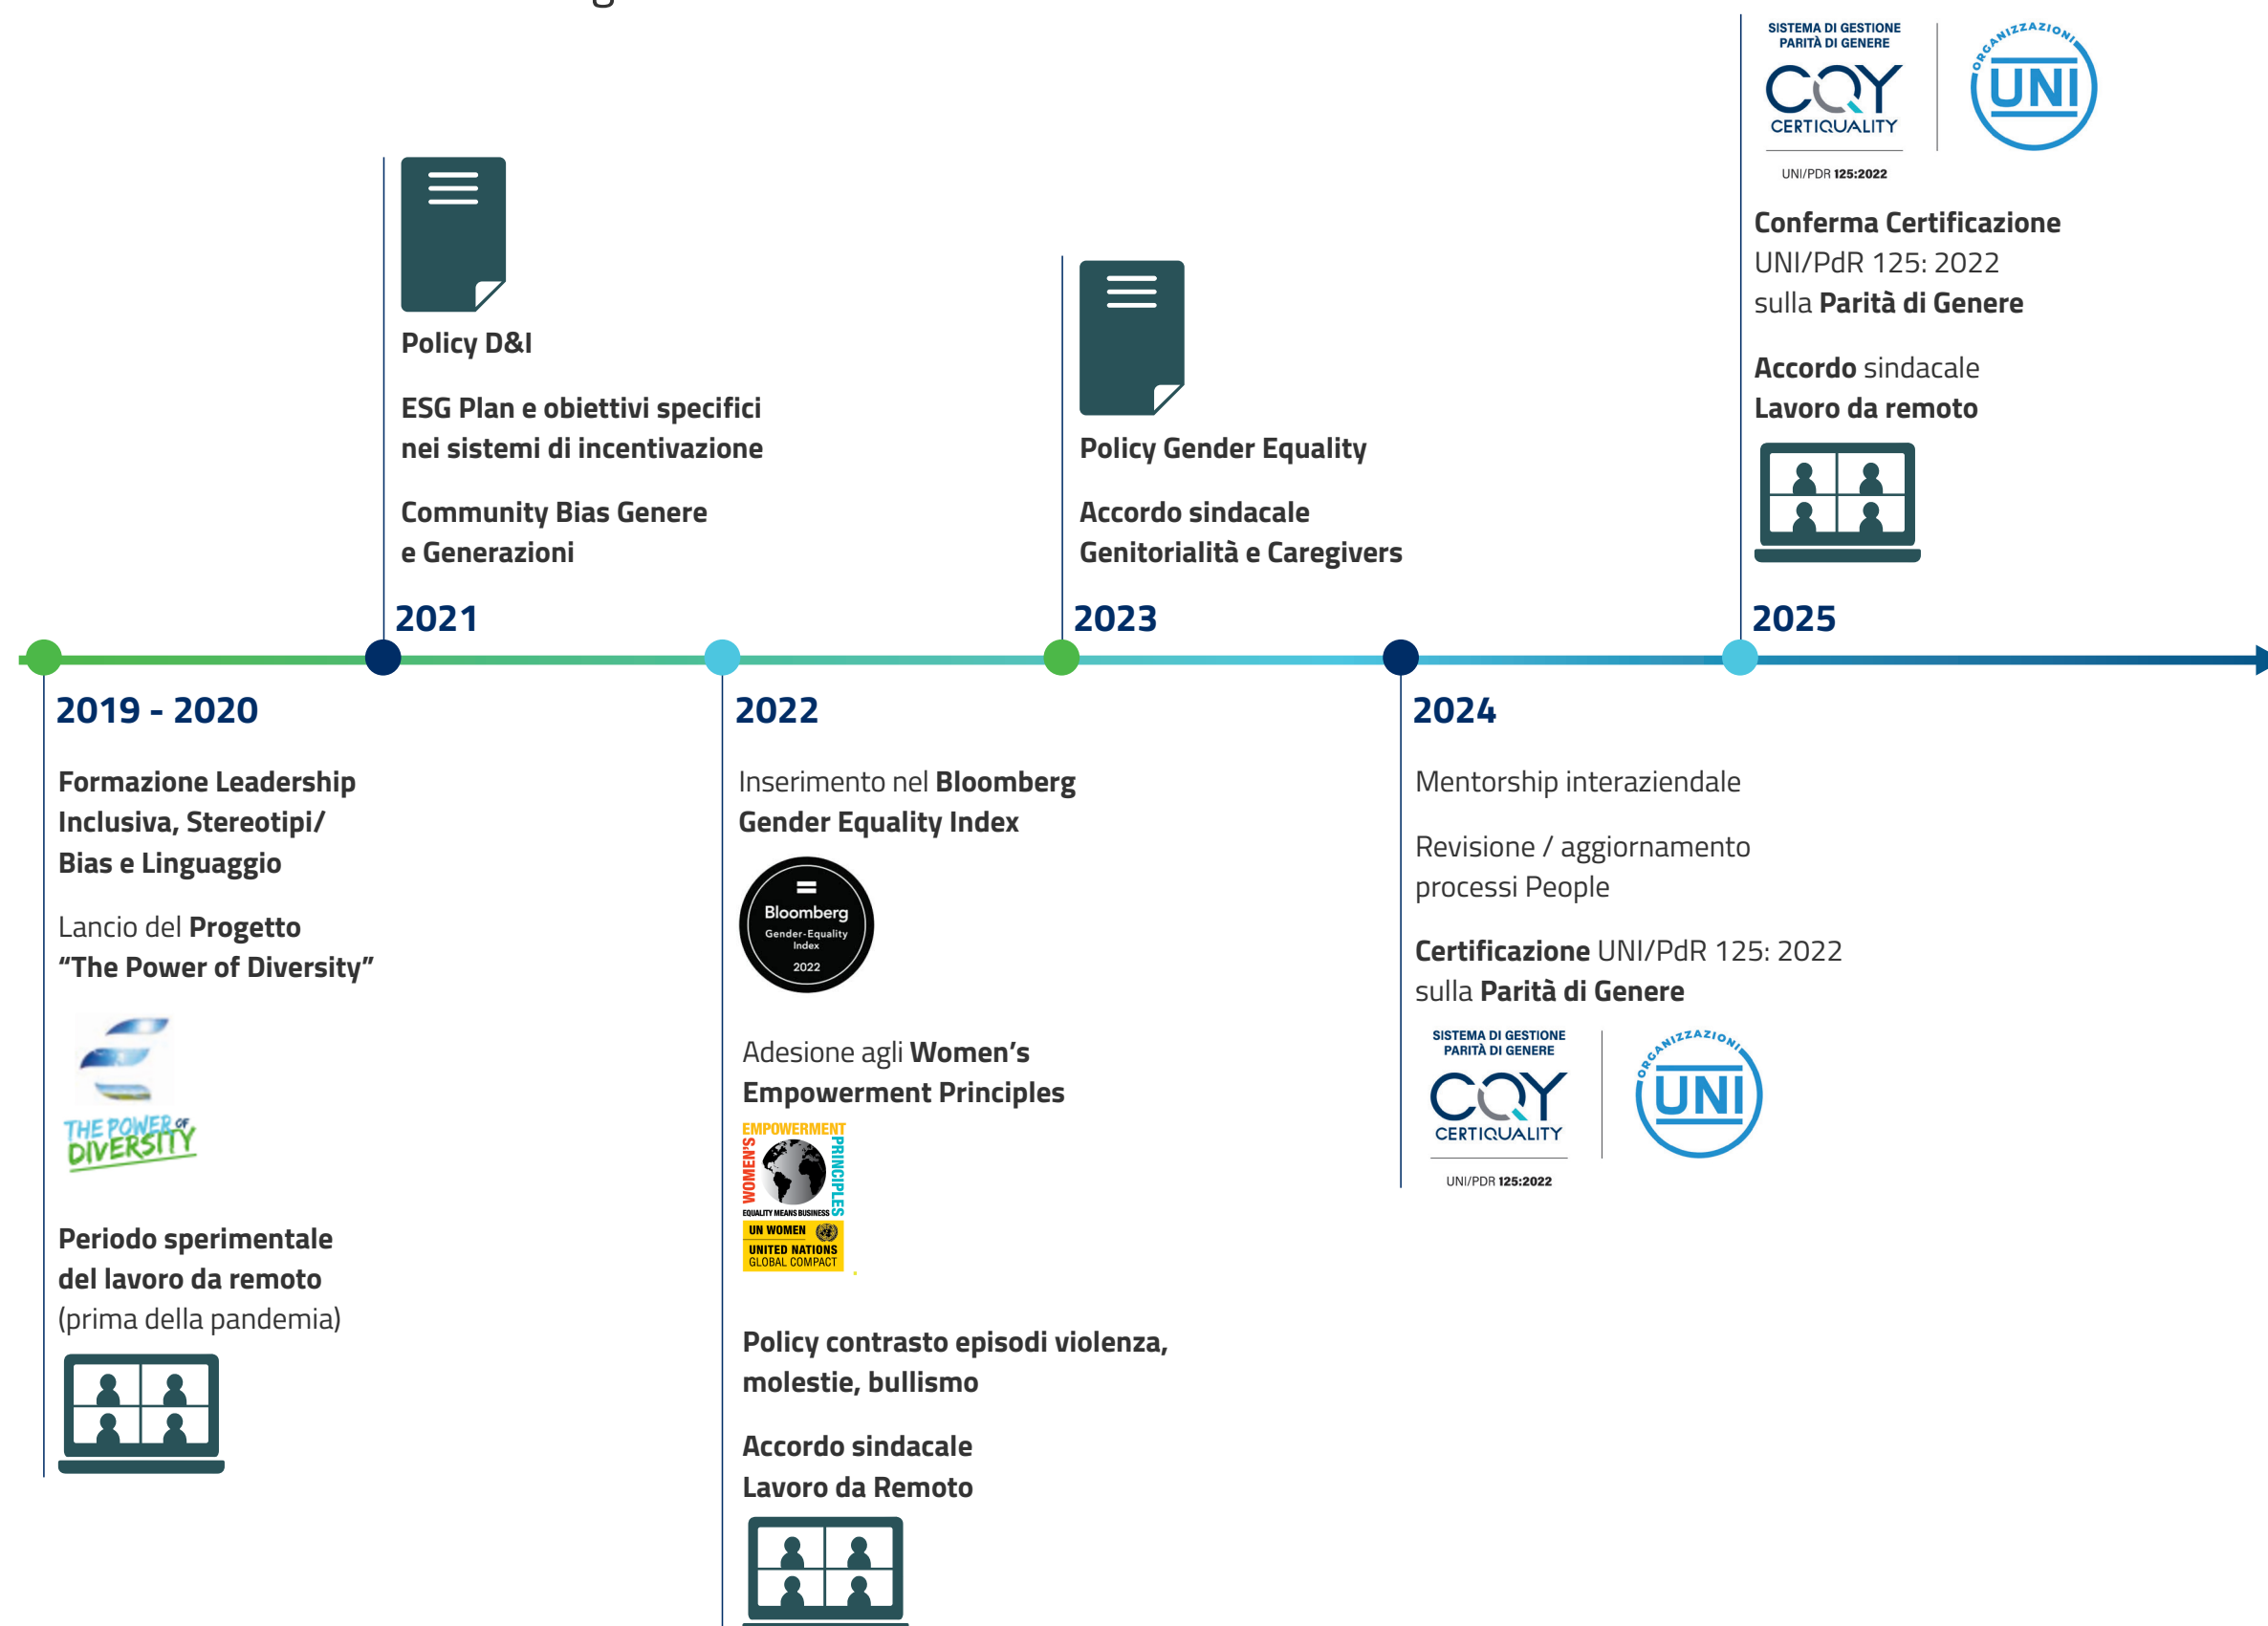 SISTEMA DI GESTIONE
PARITÀ DI GENERE
CQY
CERTIQUALITY
UNI/PDR 125:2022
ORGANIZZAZIONI
UNI
Conferma Certificazione
UNI/PdR 125: 2022
sulla Parità di Genere
Accordo sindacale
Lavoro da remoto
2025
Policy D&I
ESG Plan e obiettivi specifici
nei sistemi di incentivazione
Community Bias Genere
e Generazioni
2021
Policy Gender Equality
Accordo sindacale
Genitorialità e Caregivers
2023
2019 - 2020
Formazione Leadership
Inclusiva, Stereotipi/
Bias e Linguaggio
Lancio del Progetto
“The Power of Diversity”
THE POWER OF
DIVERSITY
Periodo sperimentale
del lavoro da remoto
(prima della pandemia)
2022
Inserimento nel Bloomberg
Gender Equality Index
Bloomberg
Gender-Equality
Index
2022
Adesione agli Women’s
Empowerment Principles
WOMEN'S
EMPOWERMENT
PRINCIPLES
EQUALITY MEANS BUSINESS
UN WOMEN
UNITED NATIONS
GLOBAL COMPACT
Policy contrasto episodi violenza,
molestie, bullismo
Accordo sindacale
Lavoro da Remoto
2024
Mentorship interaziendale
Revisione / aggiornamento
processi People
Certificazione UNI/PdR 125: 2022
sulla Parità di Genere
SISTEMA DI GESTIONE
PARITÀ DI GENERE
CQY
CERTIQUALITY
UNI/PDR 125:2022
ORGANIZZAZIONI
UNI